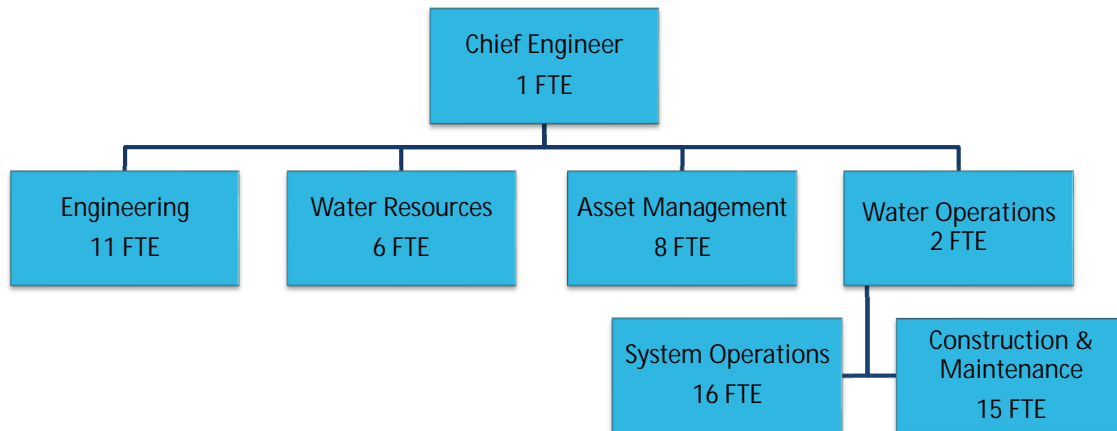 Chief Engineer
1 FTE
Engineering
11 FTE
Water Resources
6 FTE
Asset Management
8 FTE
Water Operations
2 FTE
System Operations
16 FTE
Construction &
Maintenance
15 FTE